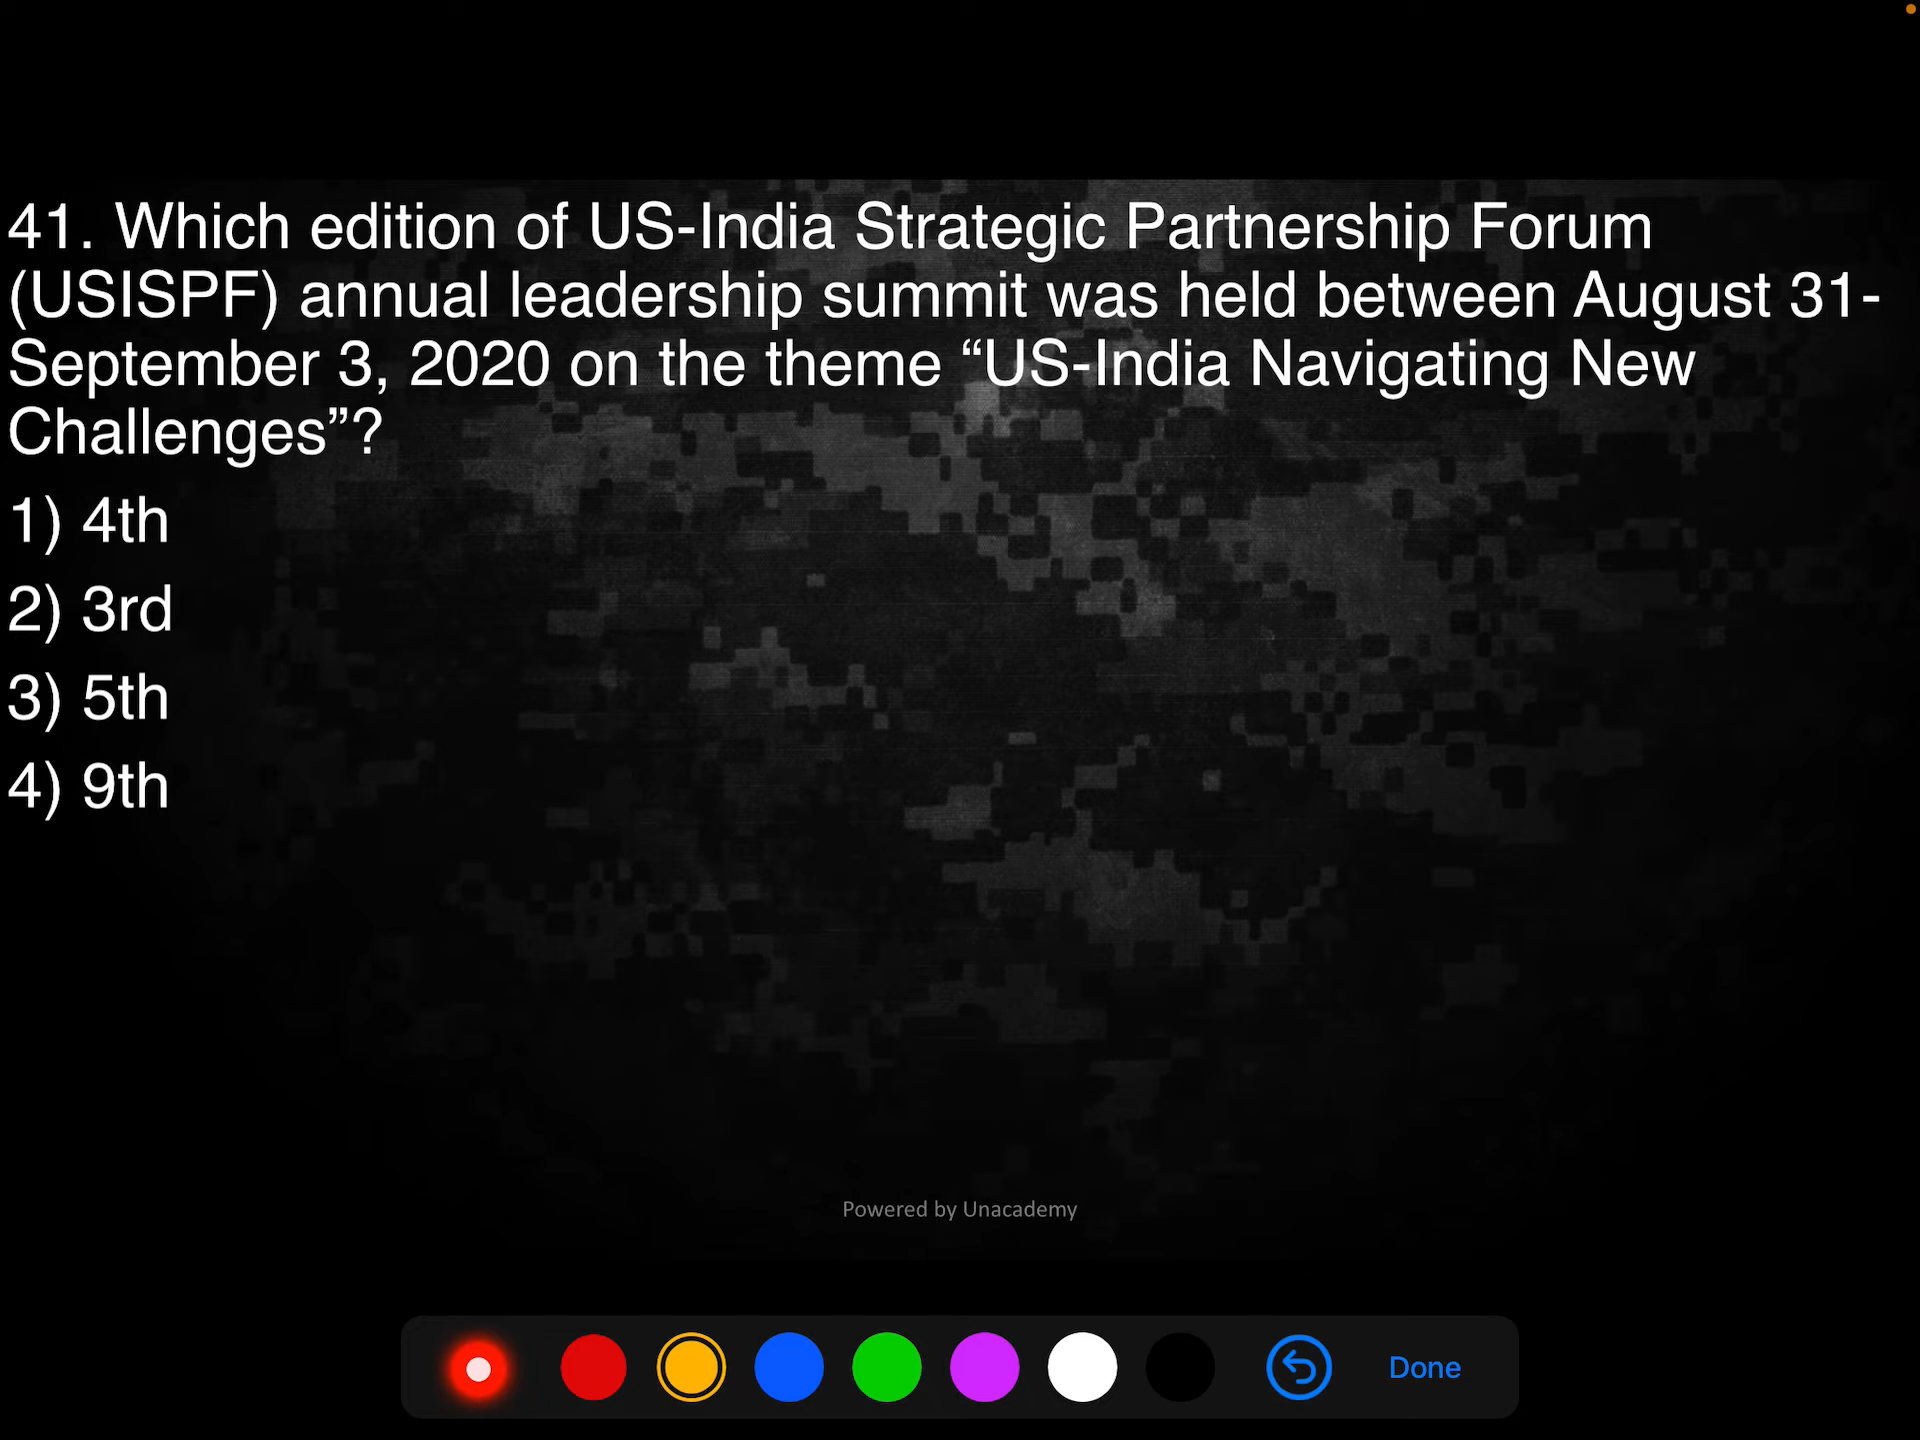 41. Which edition of US-India Strategic Partnership Forum
(USISPF) annual leadership summit was held between August 31-
September 3, 2020 on the theme “US-India Navigating New
Challenges”?
1) 4th
2) 3rd
3) 5th
4) 9th
Powered by Unacademy
Done